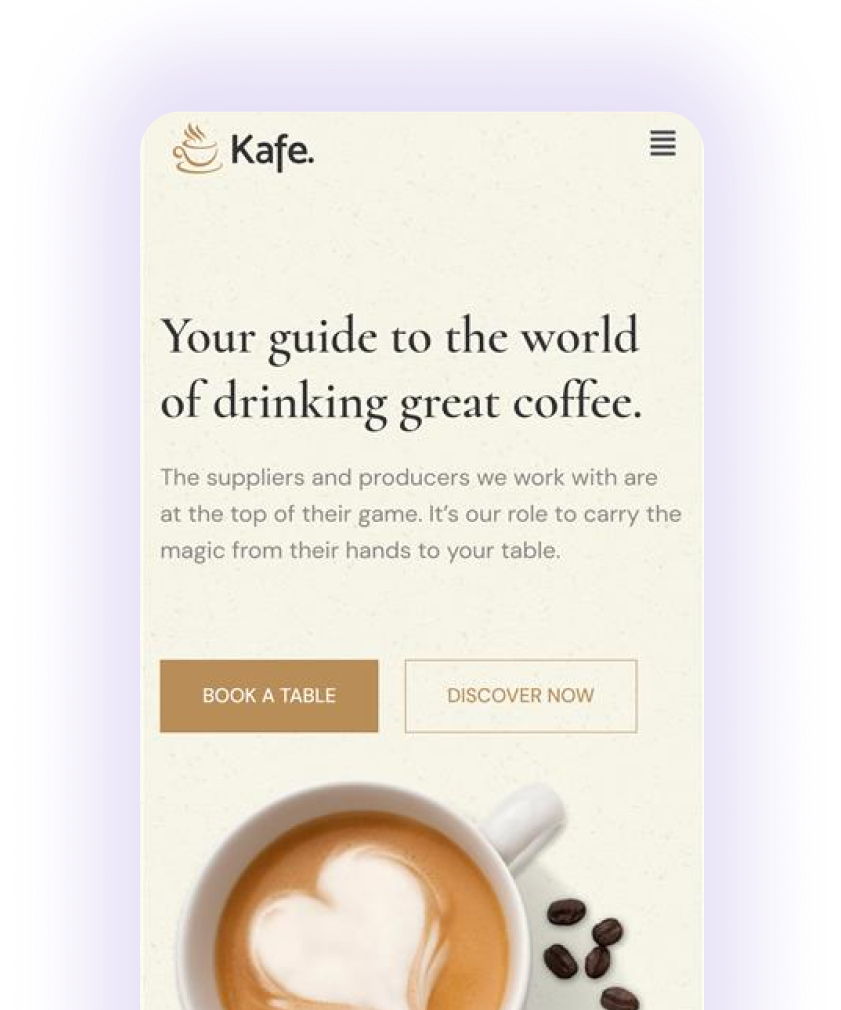 Kafe.
Your guide to the world
of drinking great coffee.
The suppliers and producers we work with are
at the top of their game. It’s our role to carry the
magic from their hands to your table.
BOOK A TABLE
DISCOVER NOW